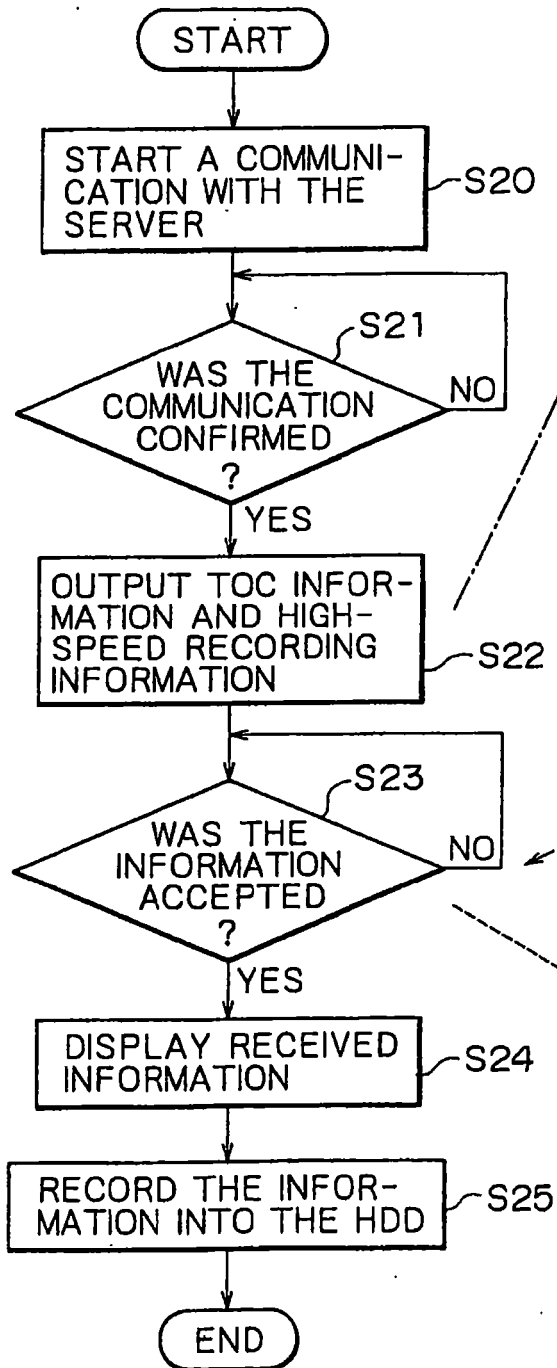 START
START A COMMUNI-
CATION WITH THE
SERVER
S20
S21
WAS THE
COMMUNICATION
CONFIRMED
?
NO
YES
OUTPUT TOC INFOR-
MATION AND HIGH-
SPEED RECORDING
INFORMATION
S22
S23
WAS THE
INFORMATION
ACCEPTED
?
NO
YES
DISPLAY RECEIVED
INFORMATION
S24
RECORD THE INFOR-
MATION INTO THE HDD
S25
END